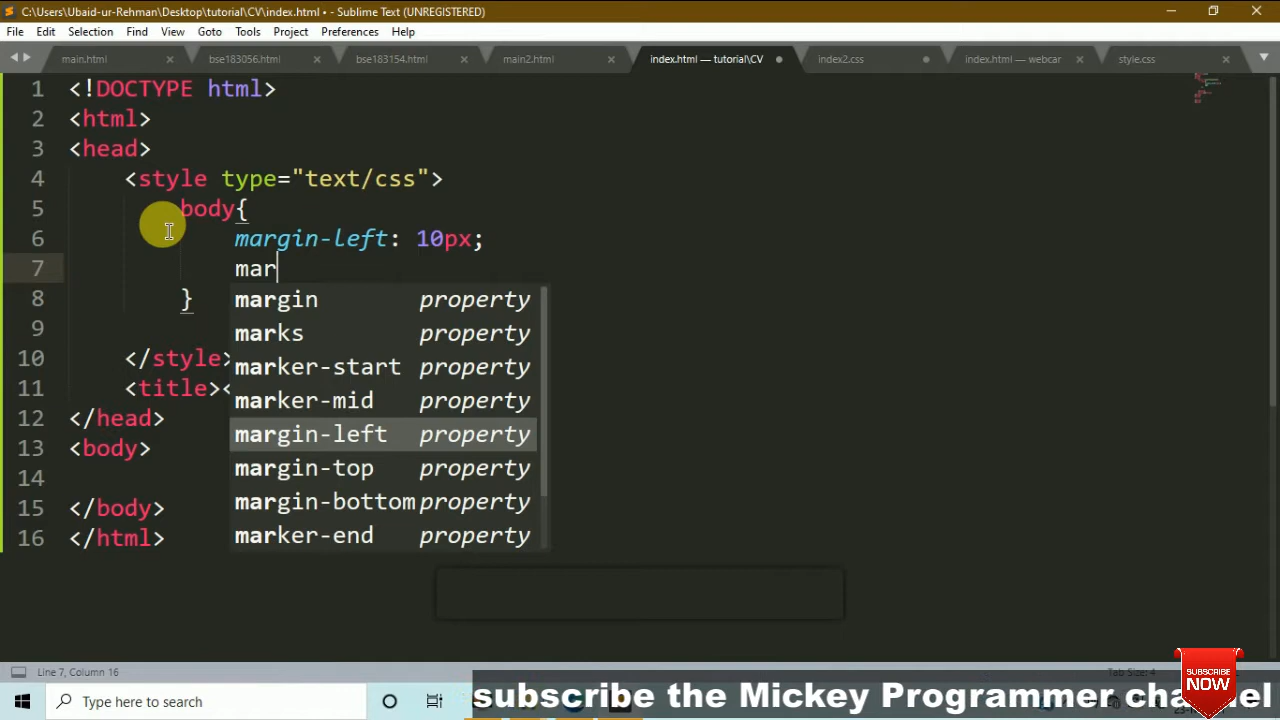 C:\Users\Ubaid-ur-Rehman\Desktop\tutorial\CV\index.html • - Sublime Text (UNREGISTERED)
File Edit Selection Find View Goto Tools Project Preferences Help
main.html bse183056.html bse183154.html main2.html index.html — tutorial\CV index2.css index.html — webcar style.css
1 <!DOCTYPE html>
2 <html>
3 <head>
4 <style type="text/css">
5 body{
6 margin-left: 10px;
7 mar
8 }
margin property
9
marks property
10 </style>
marker-start property
11 <title><
marker-mid property
12 </head>
margin-left property
13 <body>
margin-top property
14
margin-bottom property
15 </body>
marker-end property
16 </html>
Line 7, Column 16
Tab Size: 4
SUBSCRIBE
NOW
Type here to search
subscribe the Mickey Programmer channel